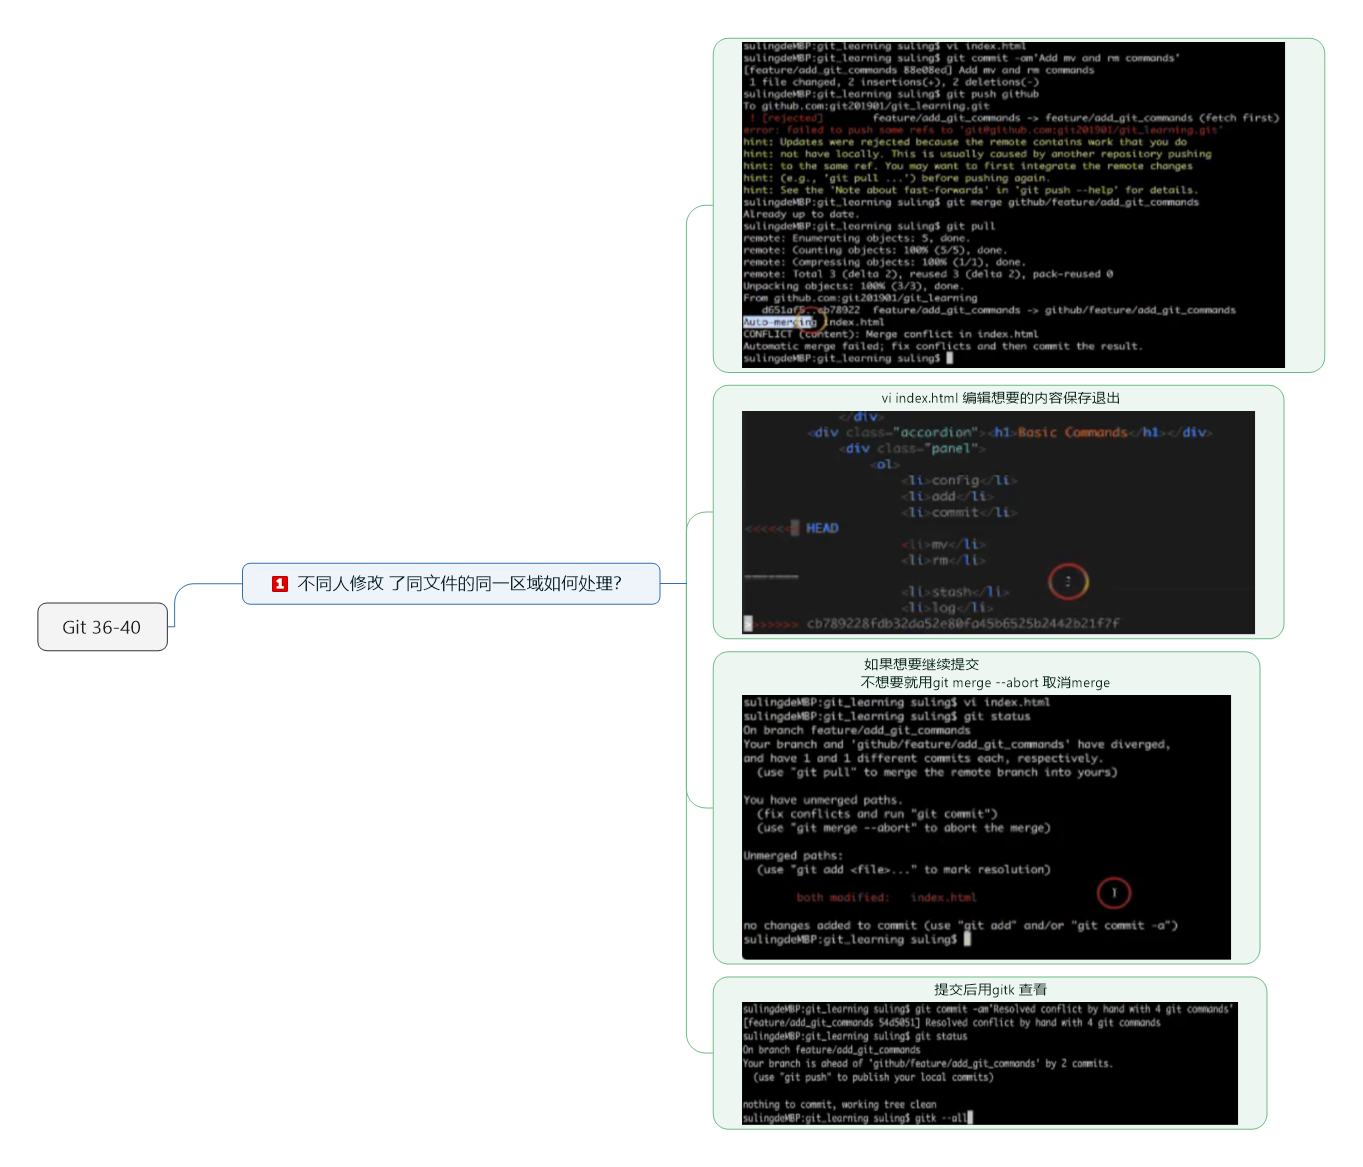 Git 36-40
1 不同人修改 了同文件的同一区域如何处理？
sulingdeMBP:git_learning suling$ vi index.html
sulingdeMBP:git_learning suling$ git commit -am'Add mv and rm commands'
[feature/add_git_commands 88e08ed] Add mv and rm commands
 1 file changed, 2 insertions(+), 2 deletions(-)
sulingdeMBP:git_learning suling$ git push github
To github.com:git201901/git_learning.git
 ! [rejected]        feature/add_git_commands -> feature/add_git_commands (fetch first)
error: failed to push some refs to 'git@github.com:git201901/git_learning.git'
hint: Updates were rejected because the remote contains work that you do
hint: not have locally. This is usually caused by another repository pushing
hint: to the same ref. You may want to first integrate the remote changes
hint: (e.g., 'git pull ...') before pushing again.
hint: See the 'Note about fast-forwards' in 'git push --help' for details.
sulingdeMBP:git_learning suling$ git merge github/feature/add_git_commands
Already up to date.
sulingdeMBP:git_learning suling$ git pull
remote: Enumerating objects: 5, done.
remote: Counting objects: 100% (5/5), done.
remote: Compressing objects: 100% (1/1), done.
remote: Total 3 (delta 2), reused 3 (delta 2), pack-reused 0
Unpacking objects: 100% (3/3), done.
From github.com:git201901/git_learning
   d651af5..cb78922  feature/add_git_commands -> github/feature/add_git_commands
Auto-merging index.html
CONFLICT (content): Merge conflict in index.html
Automatic merge failed; fix conflicts and then commit the result.
sulingdeMBP:git_learning suling$
vi index.html 编辑想要的内容保存退出
</div>
<div class="accordion"><h1>Basic Commands</h1></div>
<div class="panel">
<ol>
<li>config</li>
<li>add</li>
<li>commit</li>
<<<<<<< HEAD
<li>mv</li>
<li>rm</li>
=======
<li>stash</li>
<li>log</li>
>>>>>>> cb789228fdb32da52e80fa45b6525b2442b21f7f
如果想要继续提交
不想要就用git merge --abort 取消merge
sulingdeMBP:git_learning suling$ vi index.html
sulingdeMBP:git_learning suling$ git status
On branch feature/add_git_commands
Your branch and 'github/feature/add_git_commands' have diverged,
and have 1 and 1 different commits each, respectively.
  (use "git pull" to merge the remote branch into yours)
You have unmerged paths.
  (fix conflicts and run "git commit")
  (use "git merge --abort" to abort the merge)
Unmerged paths:
  (use "git add <file>..." to mark resolution)
        both modified:   index.html
no changes added to commit (use "git add" and/or "git commit -a")
sulingdeMBP:git_learning suling$
提交后用gitk 查看
sulingdeMBP:git_learning suling$ git commit -am'Resolved conflict by hand with 4 git commands'
[feature/add_git_commands 54d5051] Resolved conflict by hand with 4 git commands
sulingdeMBP:git_learning suling$ git status
On branch feature/add_git_commands
Your branch is ahead of 'github/feature/add_git_commands' by 2 commits.
  (use "git push" to publish your local commits)
nothing to commit, working tree clean
sulingdeMBP:git_learning suling$ gitk --all